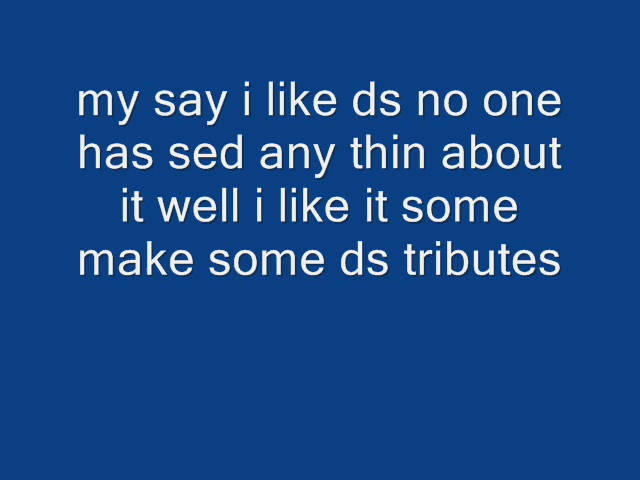 my say i like ds no one
has sed any thin about
it well i like it some
make some ds tributes